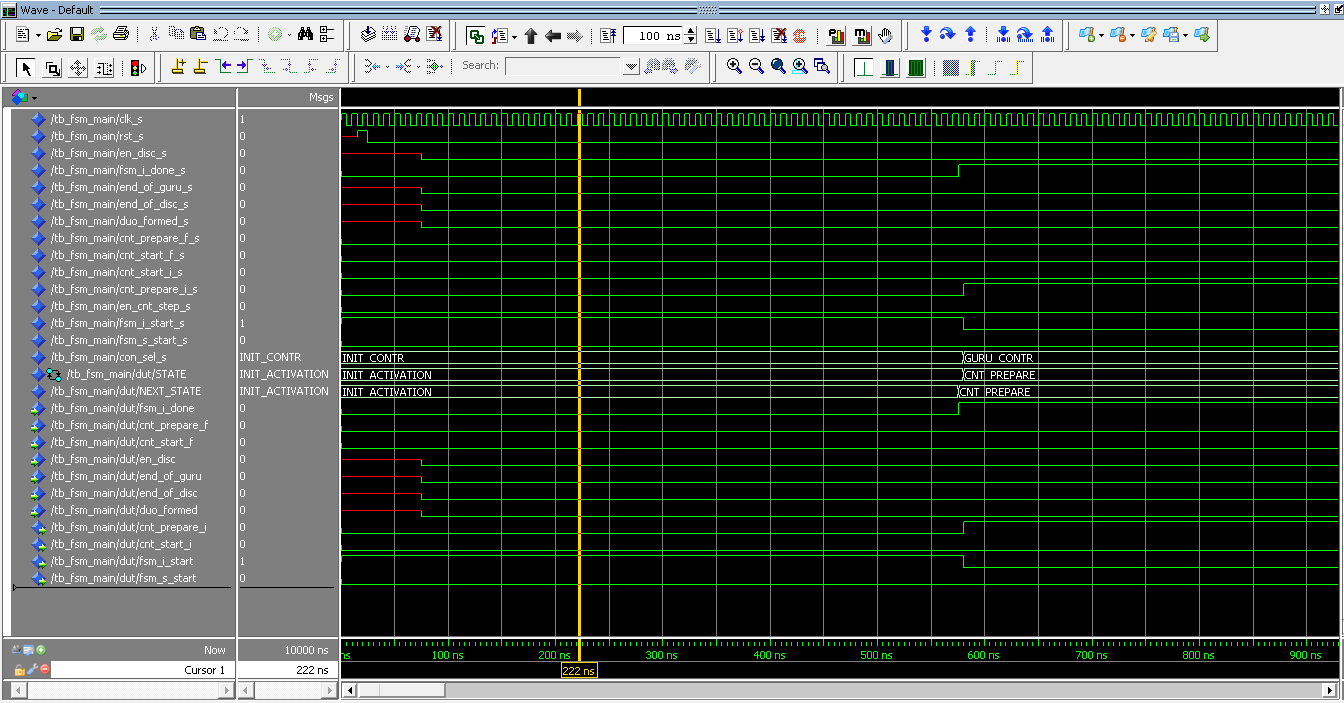 Wave - Default
100 ns
Search:
Msgs
/tb_fsm_main/clk_s 1
/tb_fsm_main/rst_s 0
/tb_fsm_main/en_disc_s 0
/tb_fsm_main/fsm_i_done_s 0
/tb_fsm_main/end_of_guru_s 0
/tb_fsm_main/end_of_disc_s 0
/tb_fsm_main/duo_formed_s 0
/tb_fsm_main/cnt_prepare_f_s 0
/tb_fsm_main/cnt_start_f_s 0
/tb_fsm_main/cnt_start_i_s 0
/tb_fsm_main/cnt_prepare_i_s 0
/tb_fsm_main/en_cnt_step_s 0
/tb_fsm_main/fsm_i_start_s 1
/tb_fsm_main/fsm_s_start_s 0
/tb_fsm_main/con_sel_s INIT_CONTR INIT_CONTR GURU_CONTR
/tb_fsm_main/dut/STATE INIT_ACTIVATION INIT_ACTIVATION CNT_PREPARE
/tb_fsm_main/dut/NEXT_STATE INIT_ACTIVATION INIT_ACTIVATION CNT_PREPARE
/tb_fsm_main/dut/fsm_i_done 0
/tb_fsm_main/dut/cnt_prepare_f 0
/tb_fsm_main/dut/cnt_start_f 0
/tb_fsm_main/dut/en_disc 0
/tb_fsm_main/dut/end_of_guru 0
/tb_fsm_main/dut/end_of_disc 0
/tb_fsm_main/dut/duo_formed 0
/tb_fsm_main/dut/cnt_prepare_i 0
/tb_fsm_main/dut/cnt_start_i 0
/tb_fsm_main/dut/fsm_i_start 1
/tb_fsm_main/dut/fsm_s_start 0
Now 10000 ns ns 100 ns 200 ns 300 ns 400 ns 500 ns 600 ns 700 ns 800 ns 900 ns
Cursor 1 222 ns 222 ns